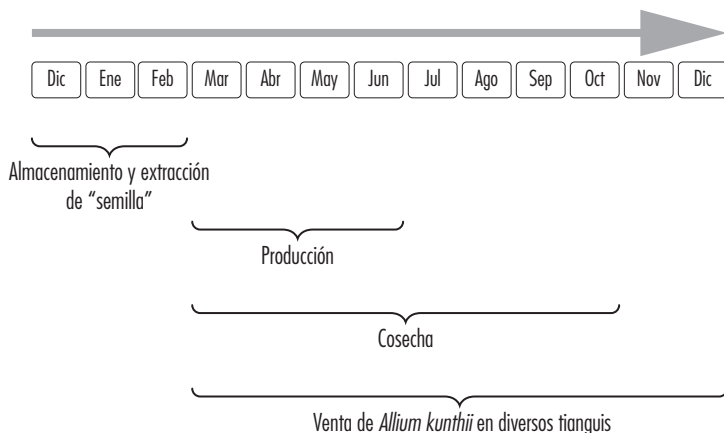 Dic Ene Feb Mar Abr May Jun Jul Ago Sep Oct Nov Dic
Almacenamiento y extracción
de “semilla”
Producción
Cosecha
Venta de Allium kunthii en diversos tianguis